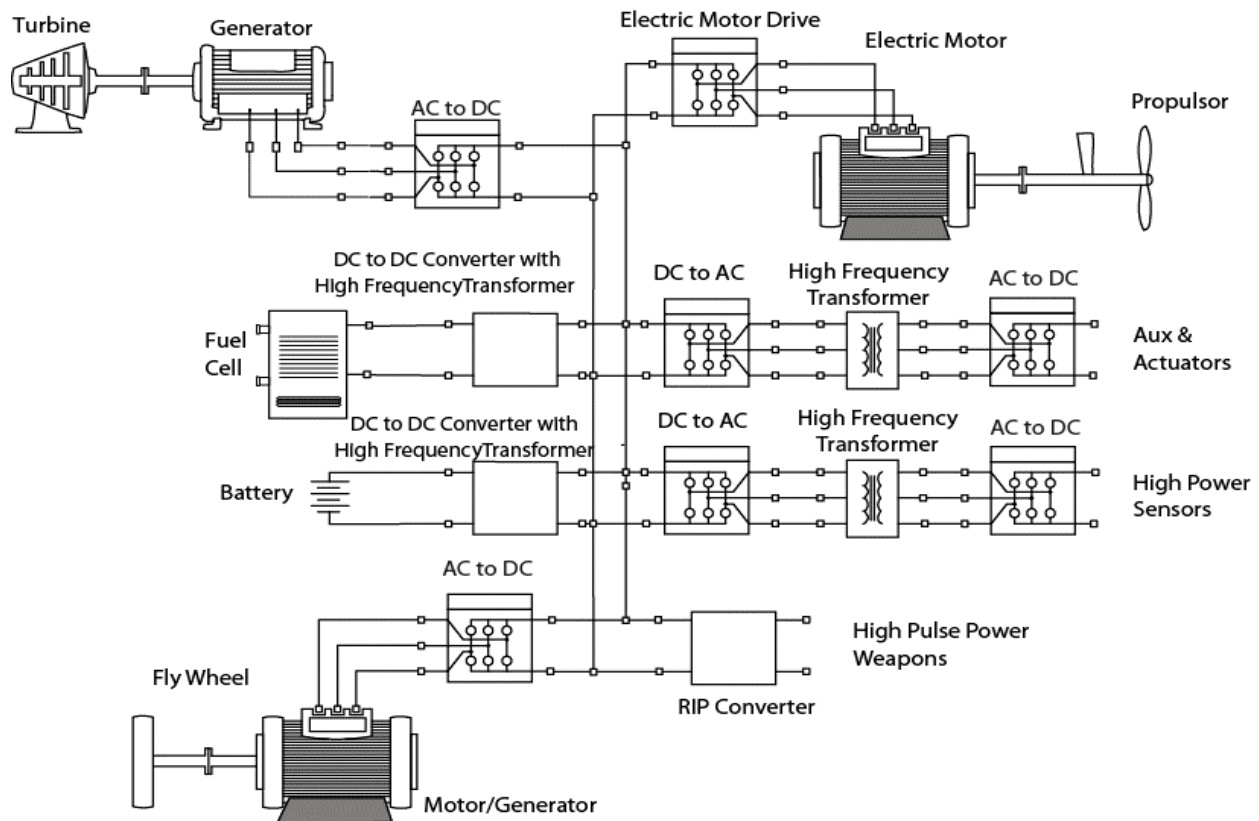 Turbine
Generator
Electric Motor Drive
Electric Motor
AC to DC
Propulsor
DC to DC Converter with
HIgh FrequencyTransformer
DC to AC
High Frequency
Transformer
AC to DC
Fuel
Cell
Aux &
Actuators
DC to DC Converter with
HIgh FrequencyTransformer
DC to AC
High Frequency
Transformer
AC to DC
Battery
High Power
Sensors
AC to DC
High Pulse Power
Weapons
Fly Wheel
RIP Converter
Motor/Generator